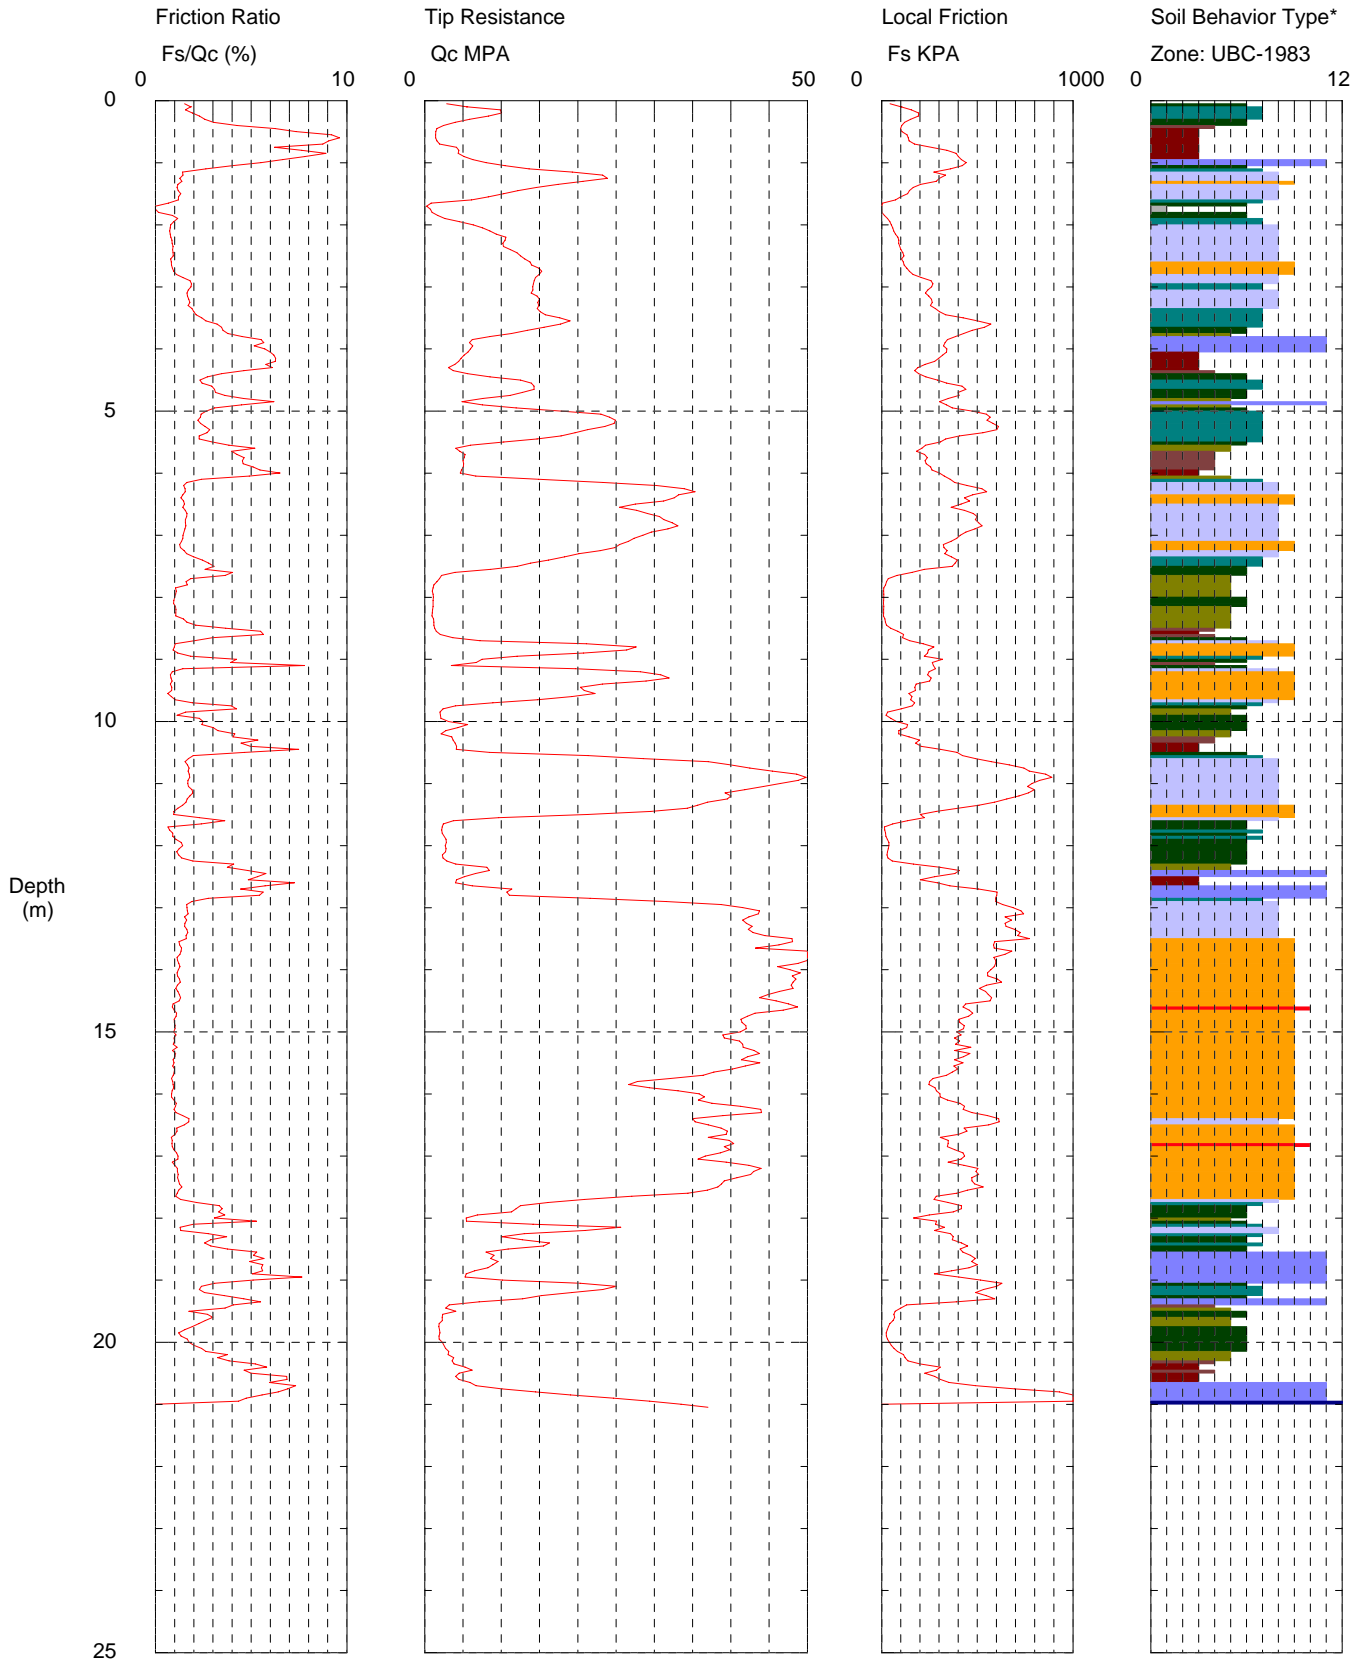 Friction Ratio
Tip Resistance
Local Friction
Soil Behavior Type*
Fs/Qc (%)
Qc MPA
Fs KPA
Zone: UBC-1983
0
10
0
50
0
1000
0
12
0
5
10
Depth
(m)
15
20
25